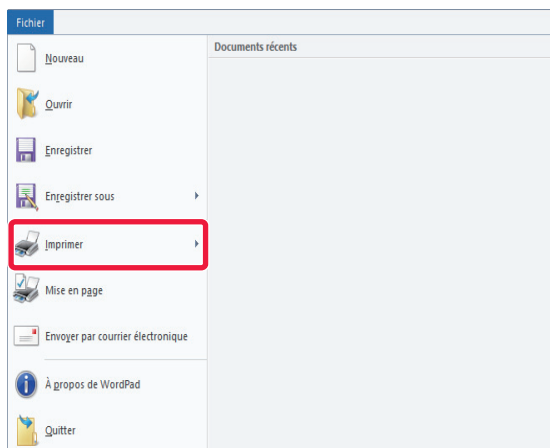 Fichier
Documents récents
Nouveau
Ouvrir
Enregistrer
Enregistrer sous
Imprimer
Mise en page
Envoyer par courrier électronique
À propos de WordPad
Quitter